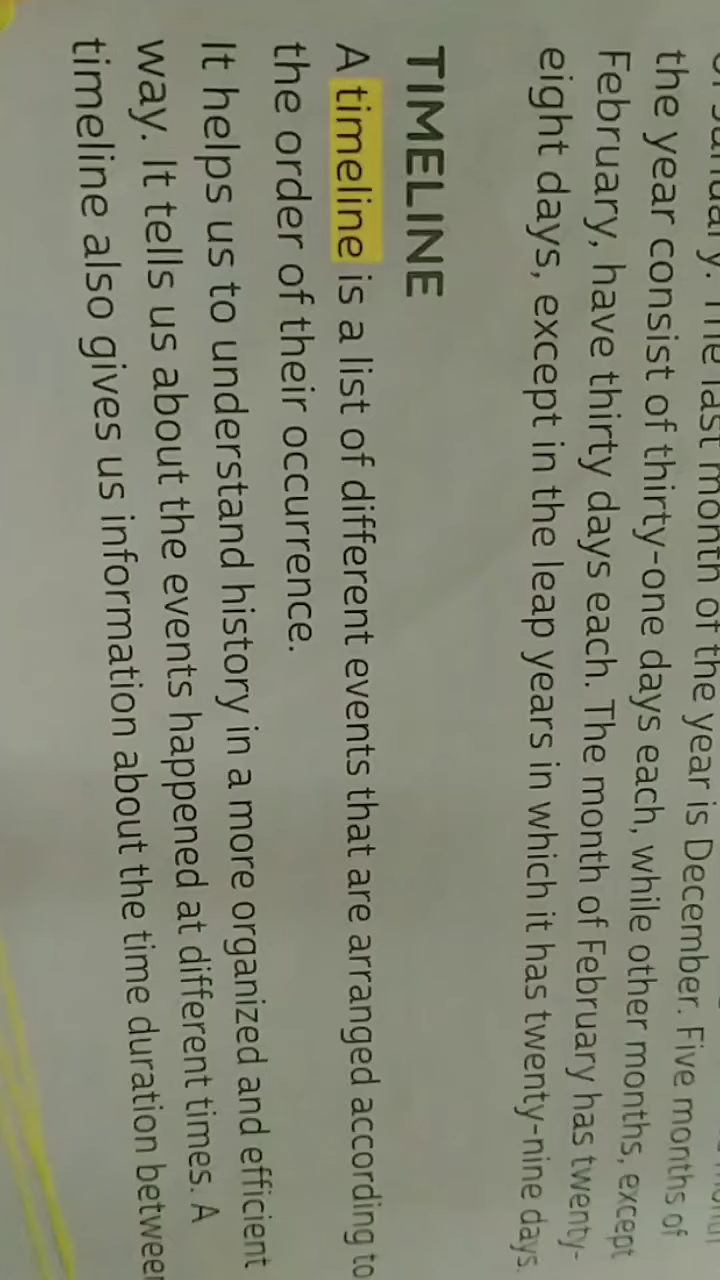 The last month of the year is December. Five months of
the year consist of thirty-one days each, while other months, except
February, have thirty days each. The month of February has twenty-
eight days, except in the leap years in which it has twenty-nine days.
TIMELINE
A timeline is a list of different events that are arranged according to
the order of their occurrence.
It helps us to understand history in a more organized and efficient
way. It tells us about the events happened at different times. A
timeline also gives us information about the time duration between